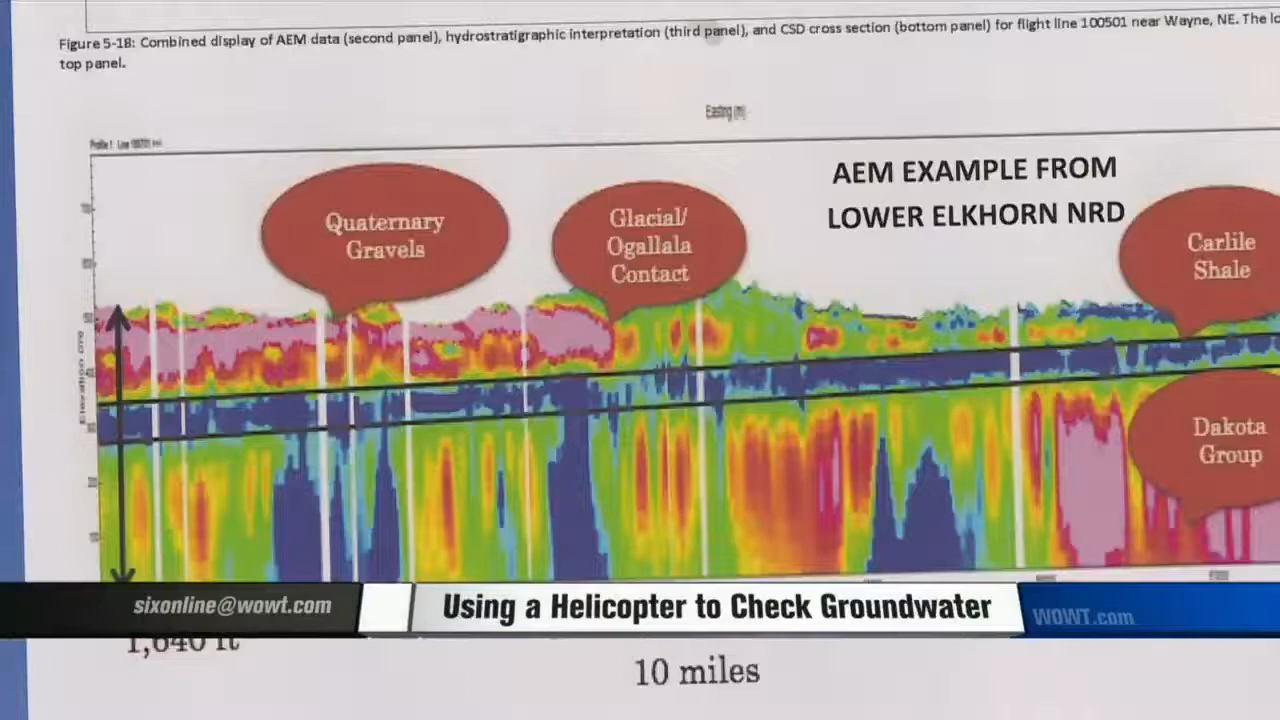 Figure 5-18: Combined display of AEM data (second panel), hydrostratigraphic interpretation (third panel), and CSD cross section (bottom panel) for flight line 100501 near Wayne, NE. The lo
top panel.
Easting (m)
AEM EXAMPLE FROM
LOWER ELKHORN NRD
Quaternary
Gravels
Glacial/
Ogallala
Contact
Carlile
Shale
Dakota
Group
sixonline@wowt.com
Using a Helicopter to Check Groundwater
WOWT.com
1,640 ft
10 miles